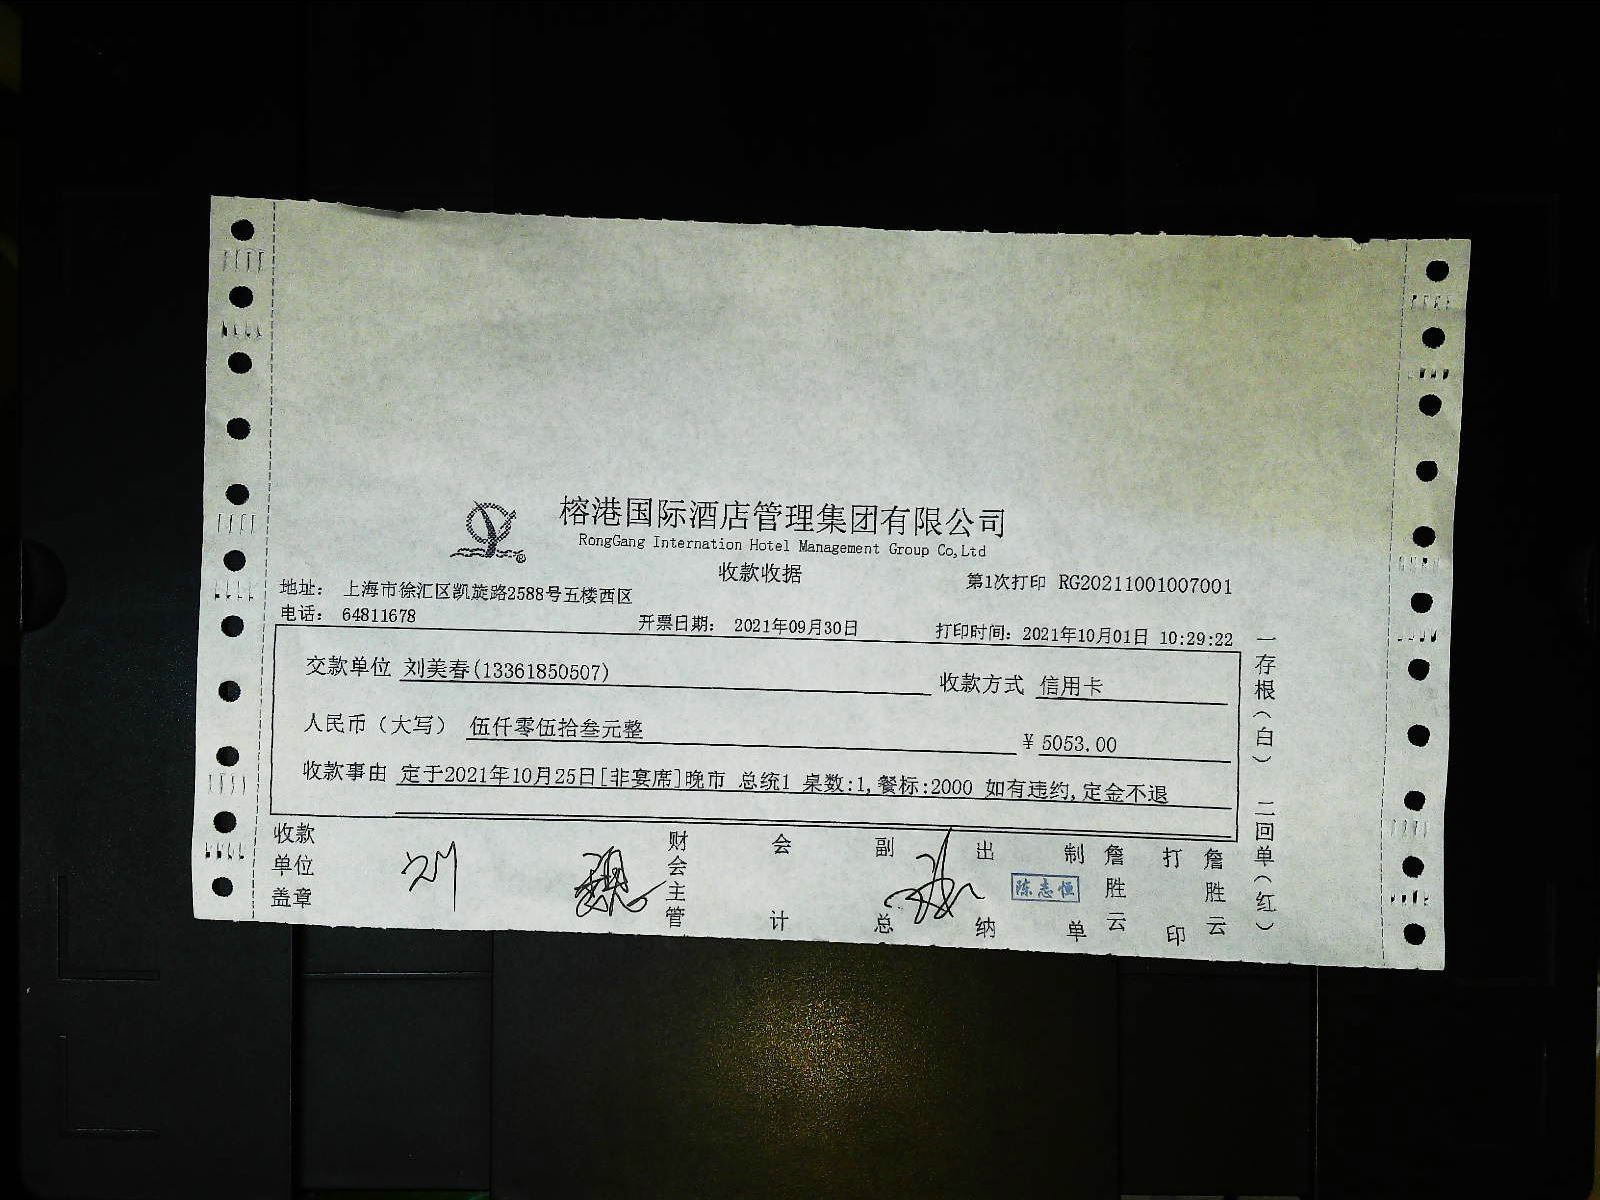 榕港国际酒店管理集团有限公司
RongGang Internation Hotel Management Group Co,Ltd
收款收据
第1次打印 RG20211001007001
地址： 上海市徐汇区凯旋路2588号五楼西区
电话： 64811678
开票日期： 2021年09月30日
打印时间：2021年10月01日 10:29:22
交款单位 刘美春(13361850507)
收款方式 信用卡
人民币（大写） 伍仟零伍拾叁元整
¥ 5053.00
收款事由 定于2021年10月25日[非宴席]晚市 总统1 桌数:1,餐标:2000 如有违约,定金不退
收款单位盖章
刘
财会主管
会计
副总
出纳
陈志恒
制单
詹胜云
打印
詹胜云
一存根（白） 二回单（红）